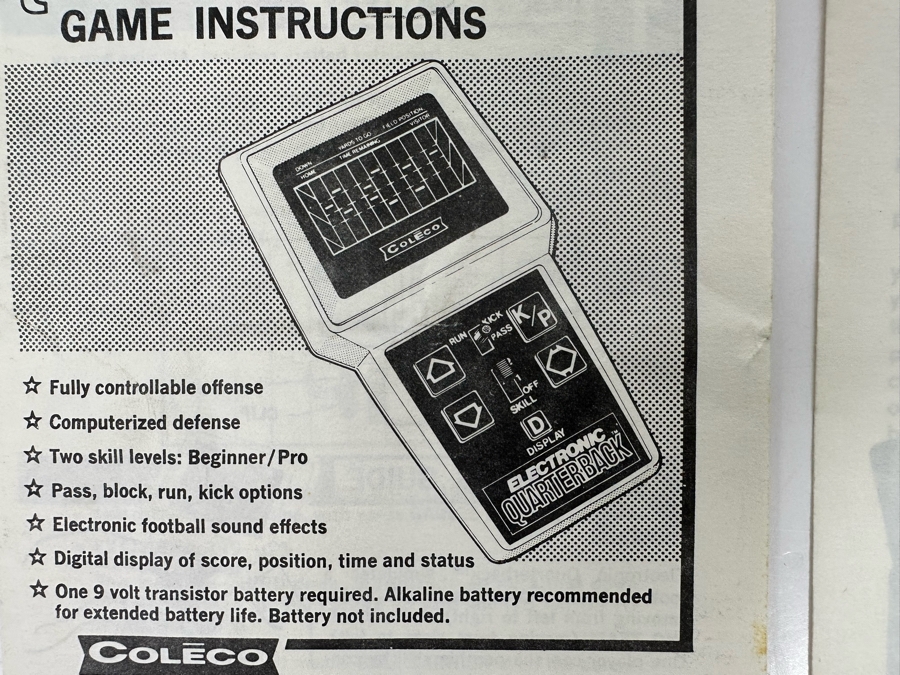 GAME INSTRUCTIONS
DOWN YARDS TO GO FIELD POSITION
HOME TIME REMAINING VISITOR
COLECO
RUN KICK PASS K/P
1 OFF
SKILL
D
DISPLAY
ELECTRONIC
QUARTERBACK™
☆ Fully controllable offense
☆ Computerized defense
☆ Two skill levels: Beginner/Pro
☆ Pass, block, run, kick options
☆ Electronic football sound effects
☆ Digital display of score, position, time and status
☆ One 9 volt transistor battery required. Alkaline battery recommended
for extended battery life. Battery not included.
COLECO